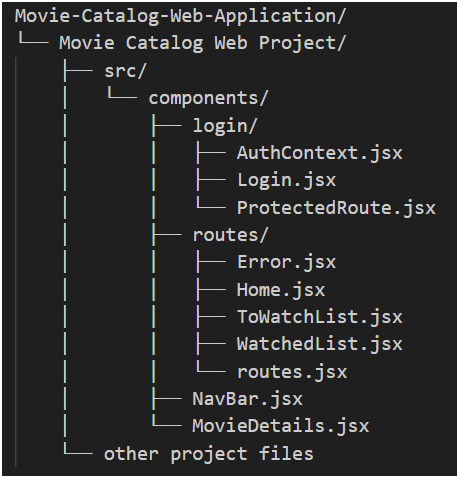 Movie-Catalog-Web-Application/
└── Movie Catalog Web Project/
    ├── src/
    │   └── components/
    │       ├── login/
    │       │   ├── AuthContext.jsx
    │       │   ├── Login.jsx
    │       │   └── ProtectedRoute.jsx
    │       ├── routes/
    │       │   ├── Error.jsx
    │       │   ├── Home.jsx
    │       │   ├── ToWatchList.jsx
    │       │   ├── WatchedList.jsx
    │       │   └── routes.jsx
    │       ├── NavBar.jsx
    │       └── MovieDetails.jsx
    └── other project files